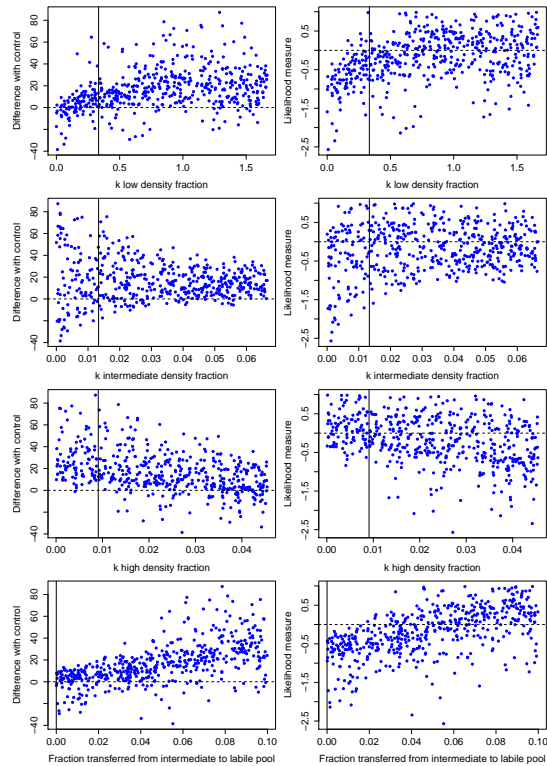 Difference with control
−40 0 20 40 60 80
0.0 0.5 1.0 1.5
k low density fraction
Likelihood measure
−2.5 −1.5 −0.5 0.5
0.0 0.5 1.0 1.5
k low density fraction
Difference with control
−40 0 20 40 60 80
0.00 0.01 0.02 0.03 0.04 0.05 0.06
k intermediate density fraction
Likelihood measure
−2.5 −1.5 −0.5 0.5
0.00 0.01 0.02 0.03 0.04 0.05 0.06
k intermediate density fraction
Difference with control
−40 0 20 40 60 80
0.00 0.01 0.02 0.03 0.04
k high density fraction
Likelihood measure
−2.5 −1.5 −0.5 0.5
0.00 0.01 0.02 0.03 0.04
k high density fraction
Difference with control
−40 0 20 40 60 80
0.00 0.02 0.04 0.06 0.08 0.10
Fraction transferred from intermediate to labile pool
Likelihood measure
−2.5 −1.5 −0.5 0.5
0.00 0.02 0.04 0.06 0.08 0.10
Fraction transferred from intermediate to labile pool